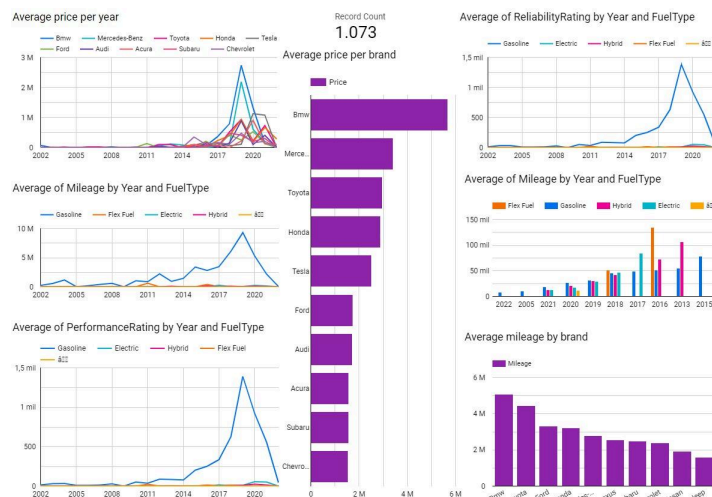 Average price per year
Bmw Mercedes-Benz Toyota Honda Tesla
Ford Audi Acura Subaru Chevrolet
3 M
2 M
1 M
0
2002 2005 2008 2011 2014 2017 2020
Average of Mileage by Year and FuelType
Gasoline Flex Fuel Electric Hybrid
10 M
5 M
0
2002 2005 2008 2011 2014 2017 2020
Average of PerformanceRating by Year and FuelType
Gasoline Electric Hybrid Flex Fuel
1,5 mil
1 mil
500
0
2002 2005 2008 2011 2014 2017 2020
Record Count
1.073
Average price per brand
Price
Bmw
Merce...
Toyota
Honda
Tesla
Ford
Audi
Acura
Subaru
Chevro...
0 2 M 4 M 6 M
Average of ReliabilityRating by Year and FuelType
Gasoline Electric Hybrid Flex Fuel
1,5 mil
1 mil
500
0
2002 2005 2008 2011 2014 2017 2020
Average of Mileage by Year and FuelType
Flex Fuel Gasoline Hybrid Electric
150 mil
100 mil
50 mil
0
2022 2005 2021 2020 2019 2018 2017 2016 2013 2015
Average mileage by brand
Mileage
6 M
4 M
2 M
0